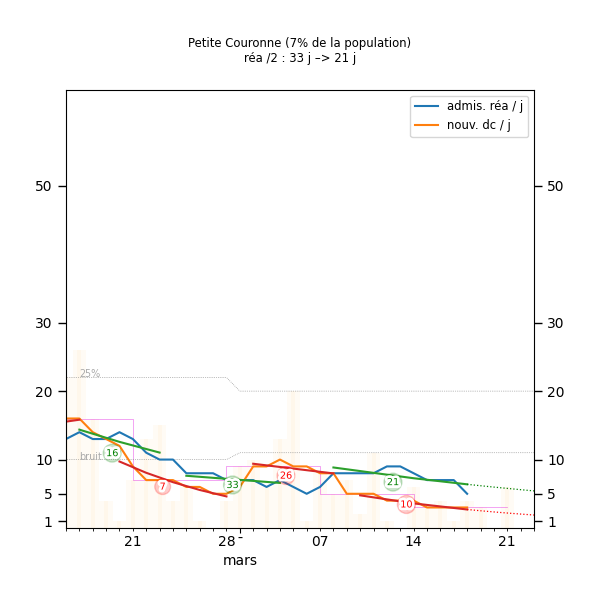 Petite Couronne (7% de la population)
réa /2 : 33 j –> 21 j
admis. réa / j
nouv. dc / j
50 50
30 30
25%
20 20
16
bruit
10 10
7 33 26 21
5 5
10
1 1
21 28 - 07 14 21
mars